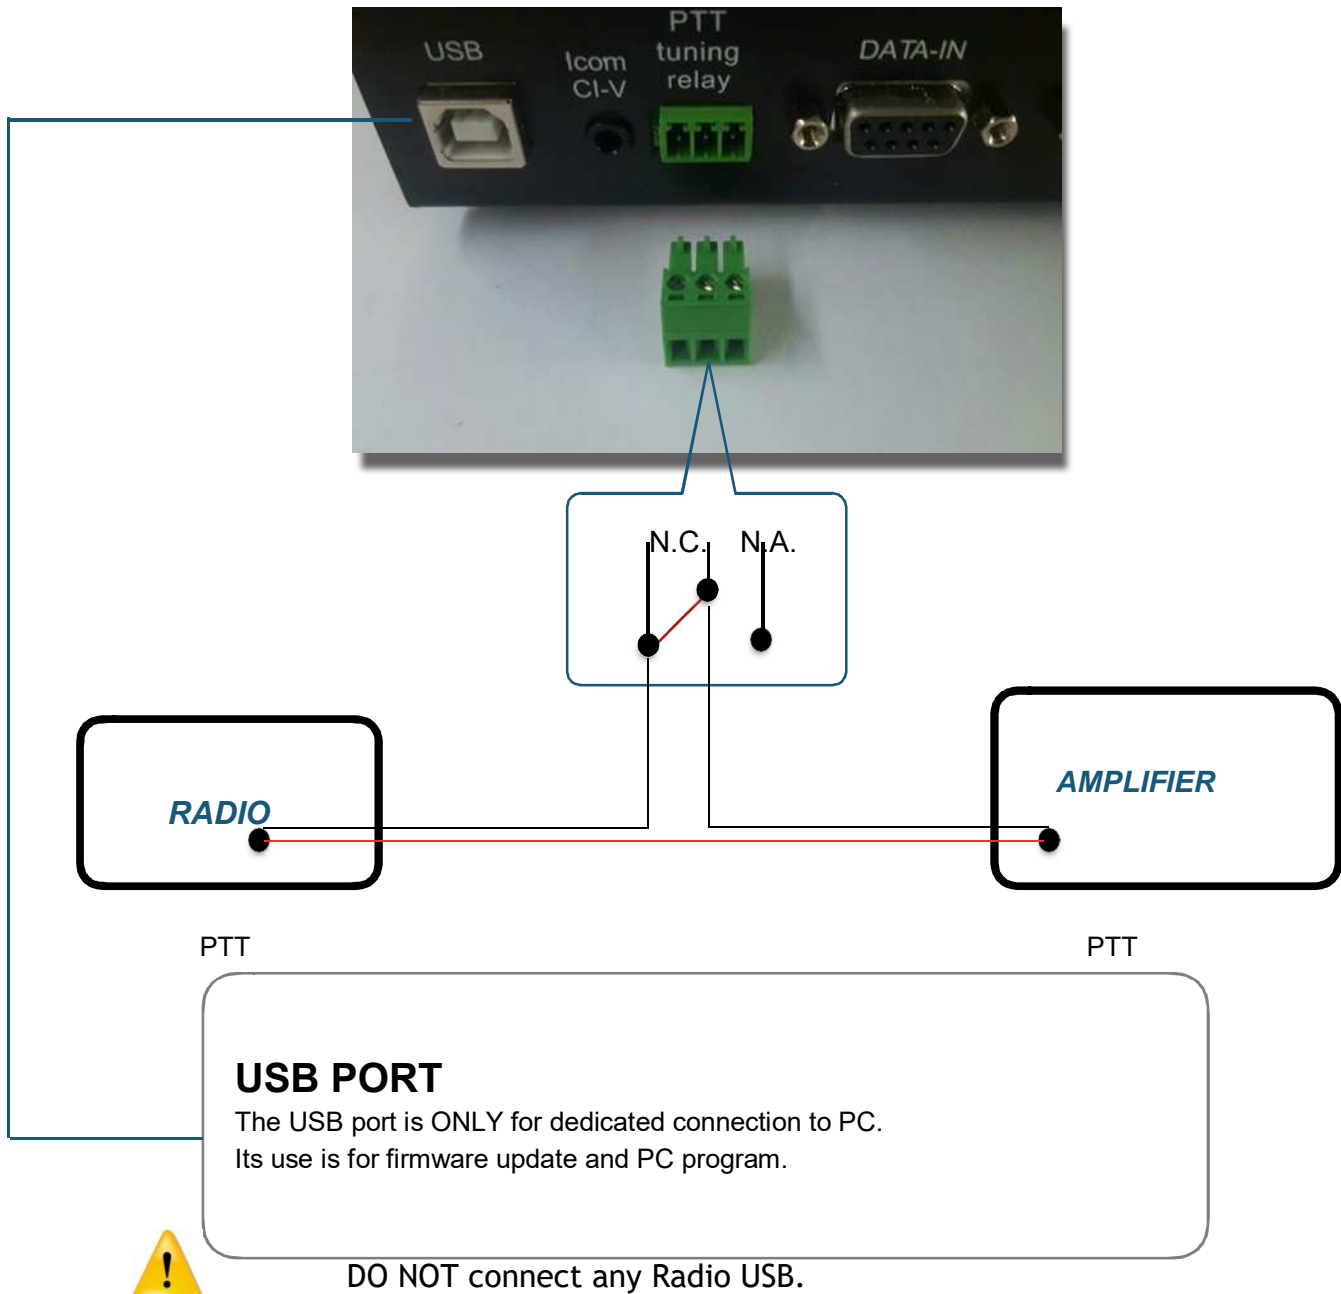 USB
Icom
CI-V
PTT
tuning
relay
DATA-IN
N.C. N.A.
RADIO
AMPLIFIER
PTT PTT
USB PORT
The USB port is ONLY for dedicated connection to PC.
Its use is for firmware update and PC program.
DO NOT connect any Radio USB.